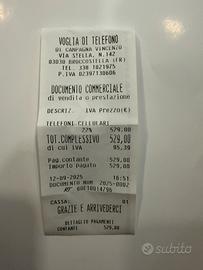 VOGLIA DI TELEFONO
DI CAMPAGNA VINCENZO
VIA STELLA, N.142
03030 BROCCOSTELLA (FR)
TEL. 338 1821975
P.IVA 02397130606
DOCUMENTO COMMERCIALE
di vendita o prestazione
DESCRIZ. IVA Prezzo(€)
TELEFONI CELLULARI
22% 529,00
TOT.COMPLESSIVO 529,00
di cui IVA 95,39
Pag.contante 529,00
Importo pagato 529,00
12-09-2025 16:51
DOCUMENTO NUM 2025-0002
CASSA: 01
GRAZIE E ARRIVEDERCI
DETTAGLIO PAGAMENTI
CONTANTE 529,00
subito